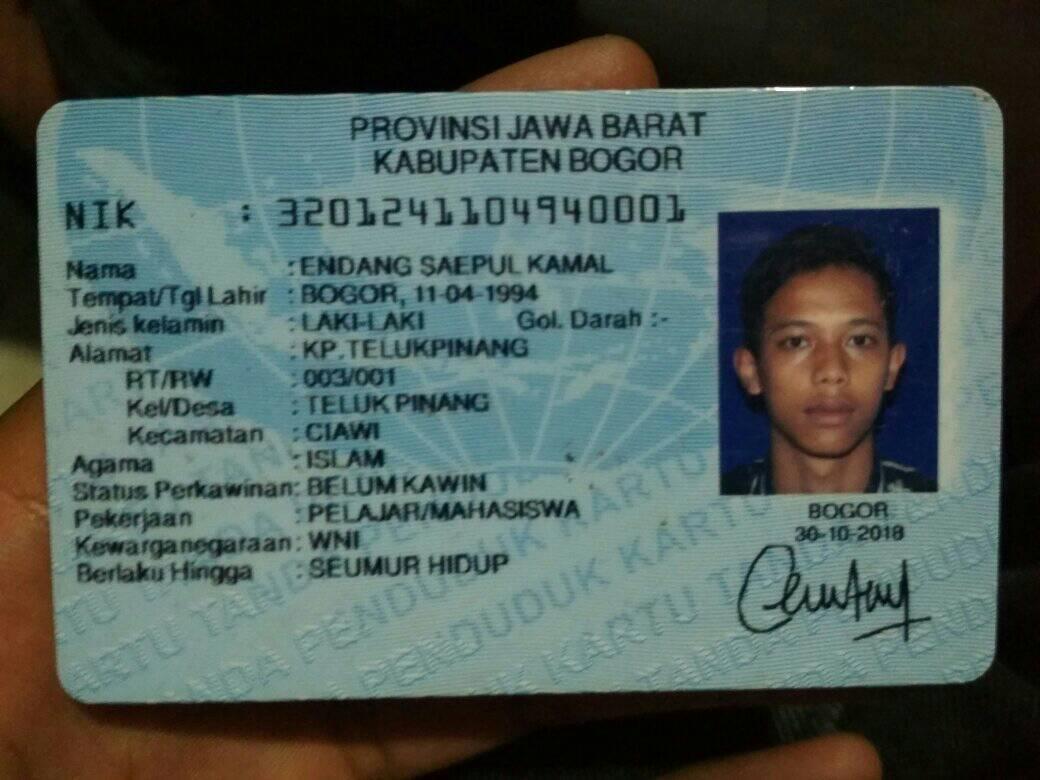 PROVINSI JAWA BARAT
KABUPATEN BOGOR
NIK : 3201241104940001
Nama : ENDANG SAEPUL KAMAL
Tempat/Tgl Lahir : BOGOR, 11-04-1994
Jenis kelamin : LAKI-LAKI Gol. Darah :-
Alamat : KP.TELUKPINANG
RT/RW : 003/001
Kel/Desa : TELUK PINANG
Kecamatan : CIAWI
Agama : ISLAM
Status Perkawinan: BELUM KAWIN
Pekerjaan : PELAJAR/MAHASISWA
Kewarganegaraan: WNI
Berlaku Hingga : SEUMUR HIDUP
BOGOR
30-10-2018
KARTU TANDA PENDUDUK